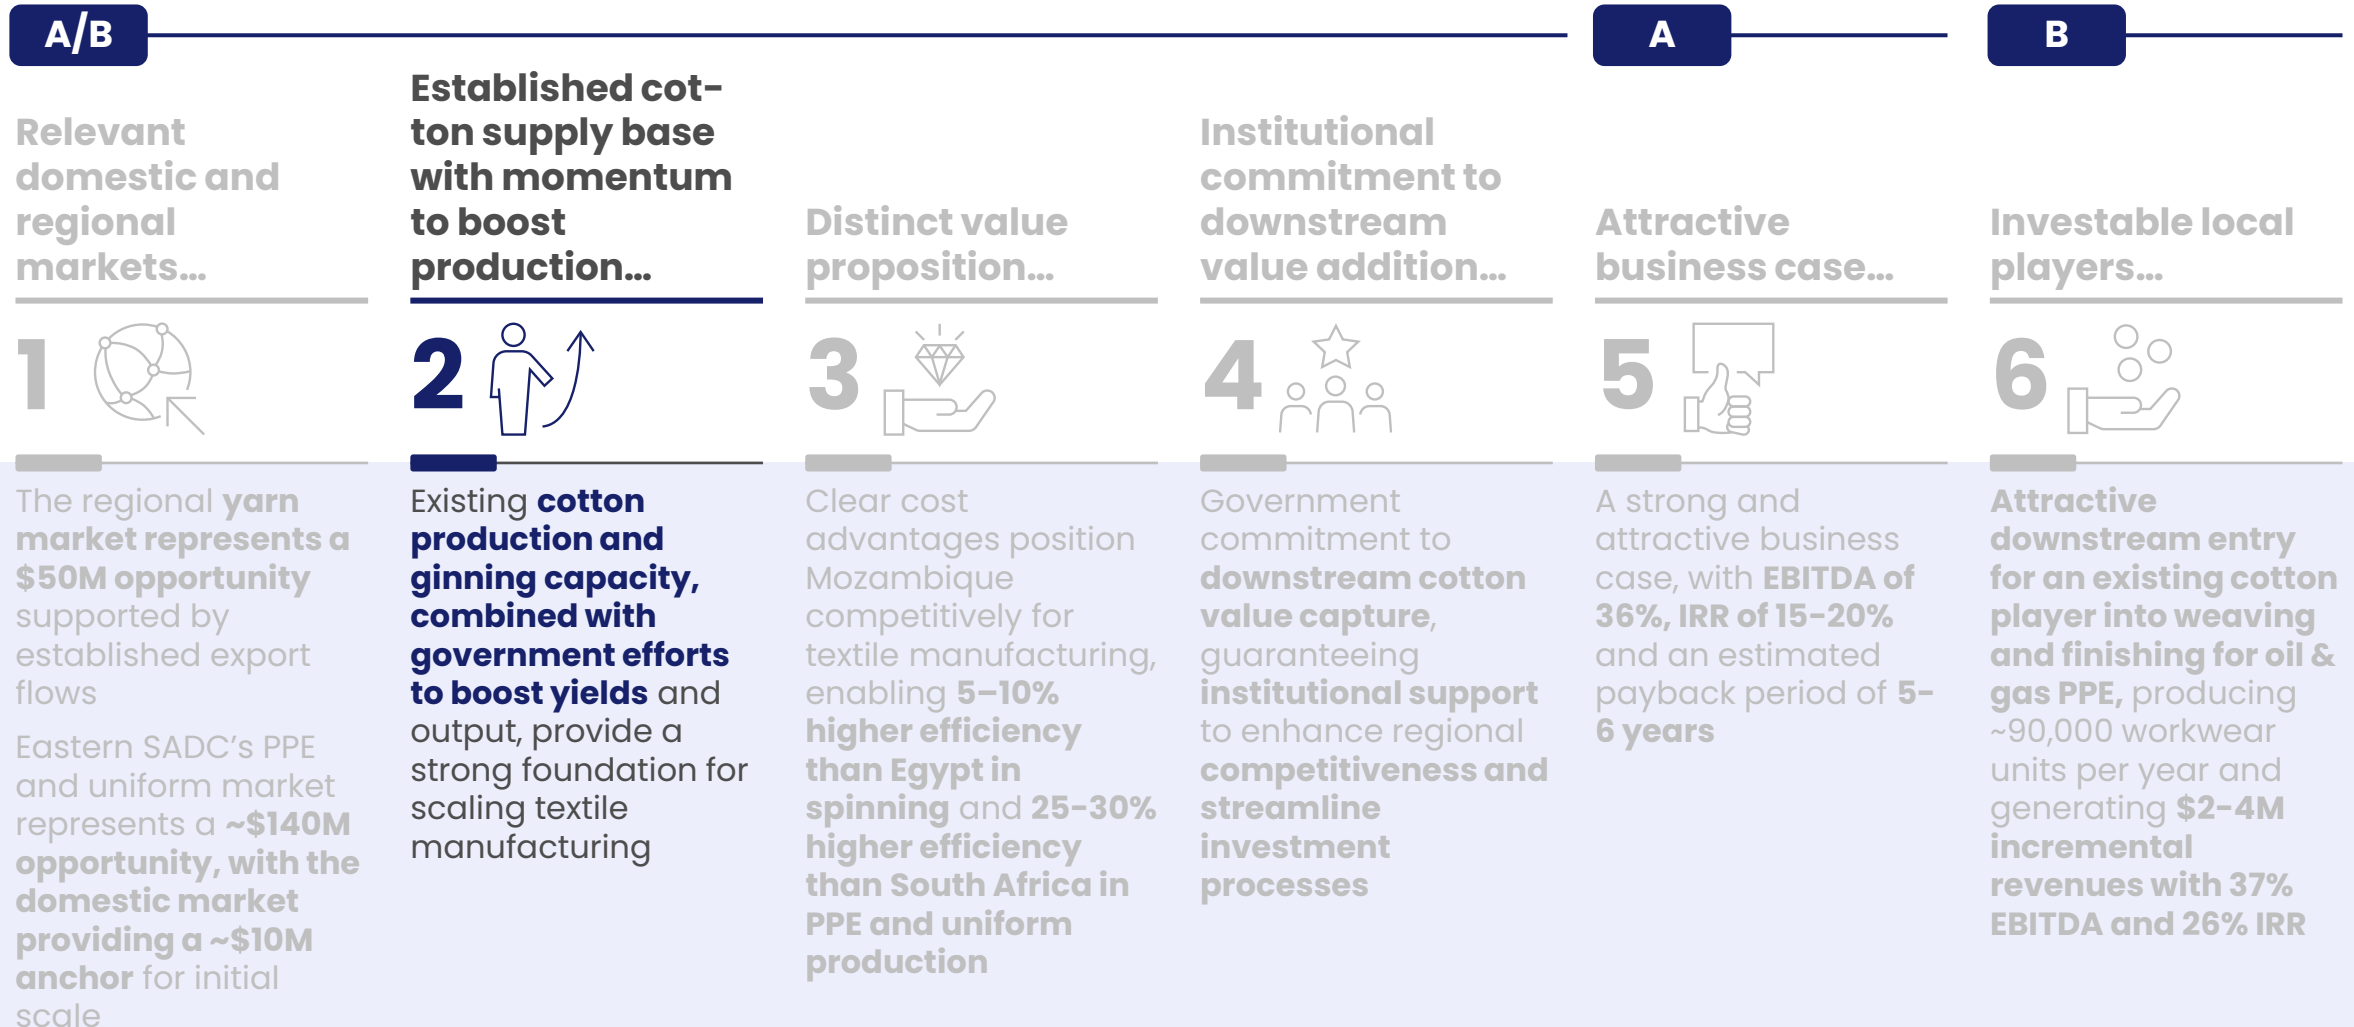 A/B
A
B
Relevant
domestic and
regional
markets...
1
The regional yarn
market represents a
$50M opportunity
supported by
established export
flows
Eastern SADC's PPE
and uniform market
represents a ~$140M
opportunity, with the
domestic market
providing a ~$10M
anchor for initial
scale
Established cot-
ton supply base
with momentum
to boost
production...
2
Existing cotton
production and
ginning capacity,
combined with
government efforts
to boost yields and
output, provide a
strong foundation for
scaling textile
manufacturing
Distinct value
proposition...
3
Clear cost
advantages position
Mozambique
competitively for
textile manufacturing,
enabling 5–10%
higher efficiency
than Egypt in
spinning and 25-30%
higher efficiency
than South Africa in
PPE and uniform
production
Institutional
commitment to
downstream
value addition...
4
Government
commitment to
downstream cotton
value capture,
guaranteeing
institutional support
to enhance regional
competitiveness and
streamline
investment
processes
Attractive
business case...
5
A strong and
attractive business
case, with EBITDA of
36%, IRR of 15-20%
and an estimated
payback period of 5-
6 years
Investable local
players...
6
Attractive
downstream entry
for an existing cotton
player into weaving
and finishing for oil &
gas PPE, producing
~90,000 workwear
units per year and
generating $2-4M
incremental
revenues with 37%
EBITDA and 26% IRR